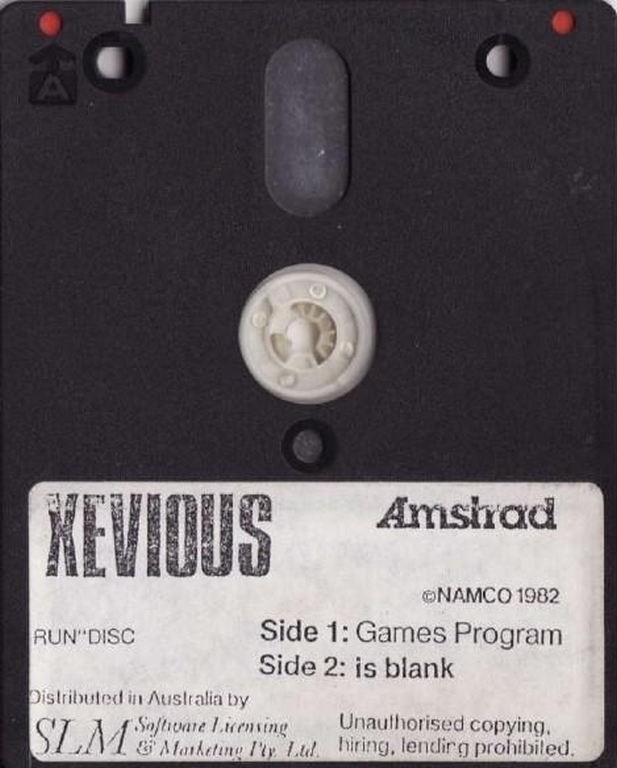 A
XEVIOUS
Amstrad
©NAMCO 1982
RUN"DISC
Side 1: Games Program
Side 2: is blank
Distributed in Australia by
SLM Software Licensing
& Marketing Pty. Ltd.
Unauthorised copying,
hiring, lending prohibited.